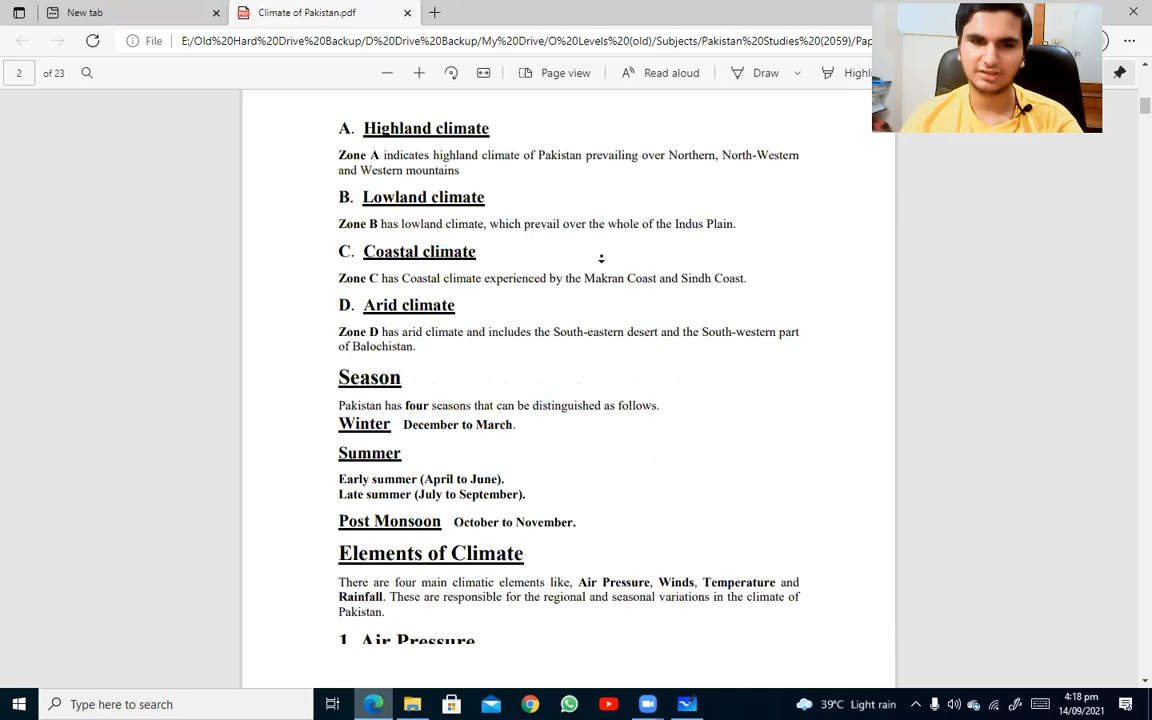 New tab
Climate of Pakistan.pdf
File
E:/Old%20Hard%20Drive%20Backup/D%20Drive%20Backup/My%20Drive/O%20Levels%20(old)/Subjects/Pakistan%20Studies%20(2059)/Pap
2 of 23
Page view
Read aloud
Draw
Highl
A. Highland climate
Zone A indicates highland climate of Pakistan prevailing over Northern, North-Western
and Western mountains
B. Lowland climate
Zone B has lowland climate, which prevail over the whole of the Indus Plain.
C. Coastal climate
Zone C has Coastal climate experienced by the Makran Coast and Sindh Coast.
D. Arid climate
Zone D has arid climate and includes the South-eastern desert and the South-western part
of Balochistan.
Season
Pakistan has four seasons that can be distinguished as follows.
Winter December to March.
Summer
Early summer (April to June).
Late summer (July to September).
Post Monsoon October to November.
Elements of Climate
There are four main climatic elements like, Air Pressure, Winds, Temperature and
Rainfall. These are responsible for the regional and seasonal variations in the climate of
Pakistan.
1. Air Pressure
Type here to search
39°C Light rain
4:18 pm
14/09/2021